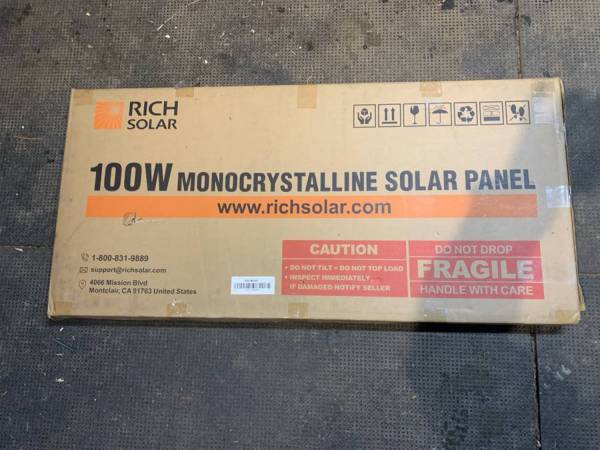 RICH
SOLAR
100W MONOCRYSTALLINE SOLAR PANEL
www.richsolar.com
1-800-831-9889
support@richsolar.com
4066 Mission Blvd
Montclair, CA 91763 United States
CAUTION
• DO NOT TILT • DO NOT TOP LOAD
• INSPECT IMMEDIATELY,
IF DAMAGED NOTIFY SELLER
DO NOT DROP
FRAGILE
HANDLE WITH CARE